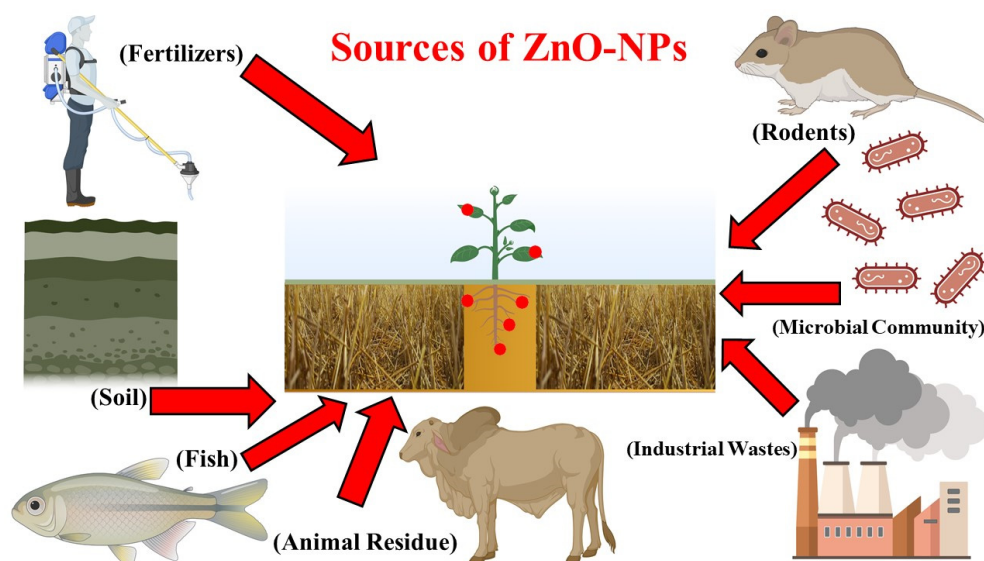 Sources of ZnO-NPs
(Fertilizers)
(Rodents)
(Microbial Community)
(Soil)
(Fish)
(Industrial Wastes)
(Animal Residue)